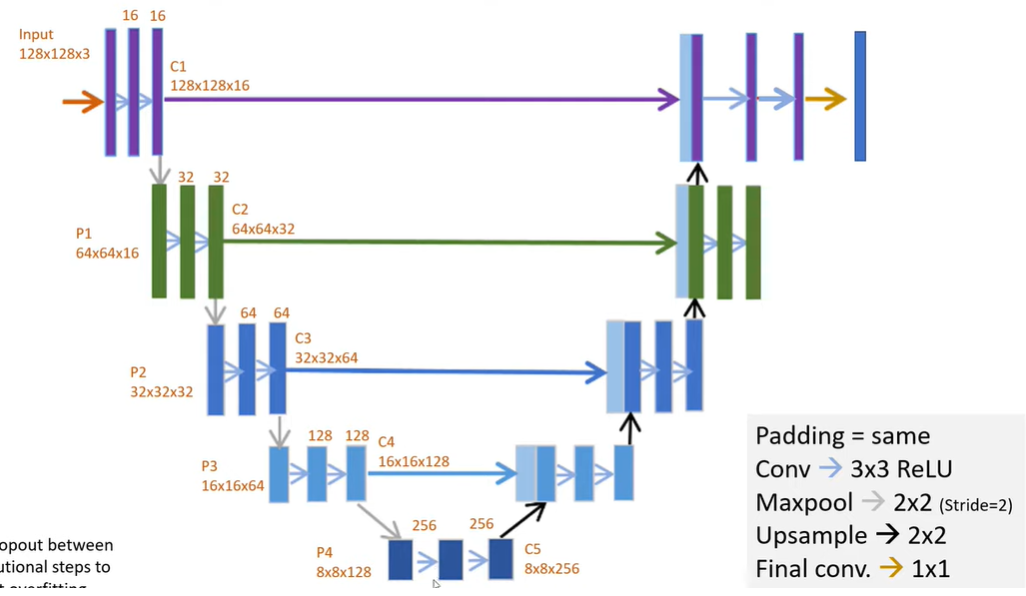 16 16
Input
128x128x3
C1
128x128x16
32 32
C2
64x64x32
P1
64x64x16
64 64
C3
32x32x64
P2
32x32x32
128 128
C4
16x16x128
P3
16x16x64
256 256
P4
8x8x128
C5
8x8x256
Padding = same
Conv → 3x3 ReLU
Maxpool → 2x2 (Stride=2)
Upsample → 2x2
Final conv. → 1x1
opout between
utional steps to